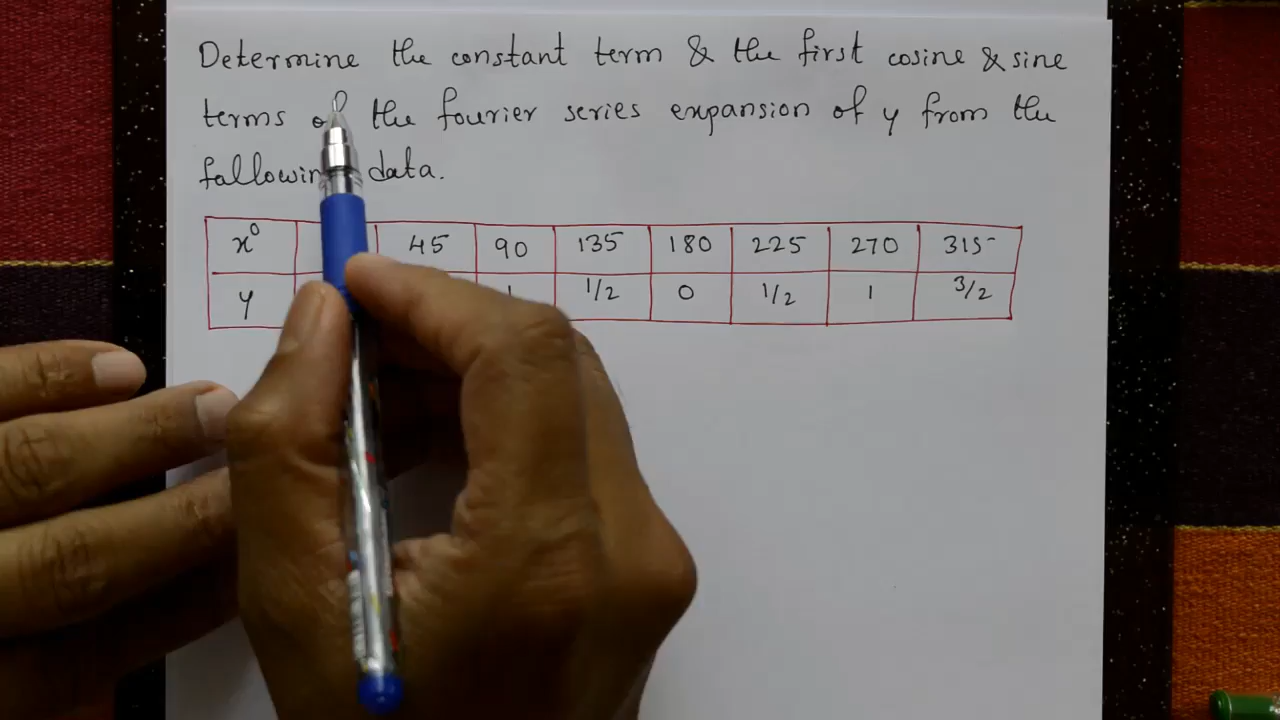 Determine the constant term & the first cosine & sine
terms of the fourier series expansion of y from the
data.
x° 45 90 135 180 225 270 315
y 1/2 0 1/2 1 3/2